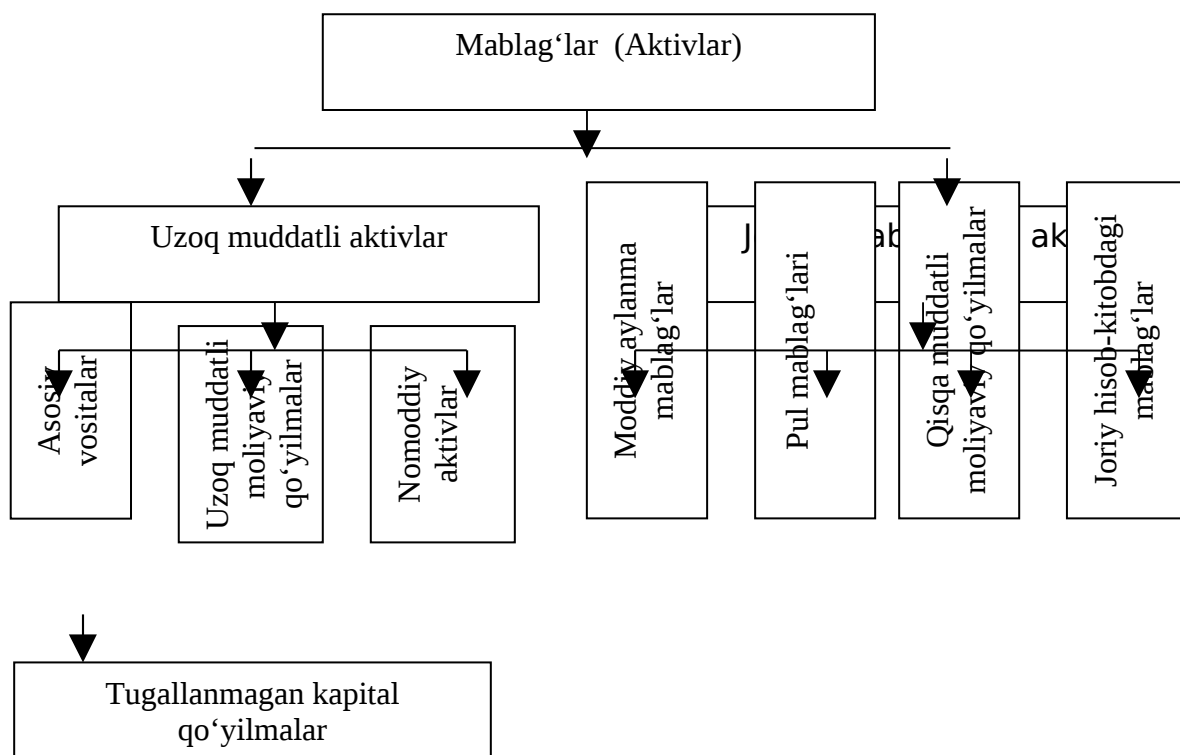 Mablag‘lar (Aktivlar)
Uzoq muddatli aktivlar
Asosiy
vositalar
Uzoq muddatli
moliyaviy
qo‘yilmalar
Nomoddiy
aktivlar
Moddiy aylanma
mablag‘lar
Pul mablag‘lari
Qisqa muddatli
moliyaviy qo‘yilmalar
Joriy hisob-kitobdagi
mablag‘lar
Tugallanmagan kapital
qo‘yilmalar